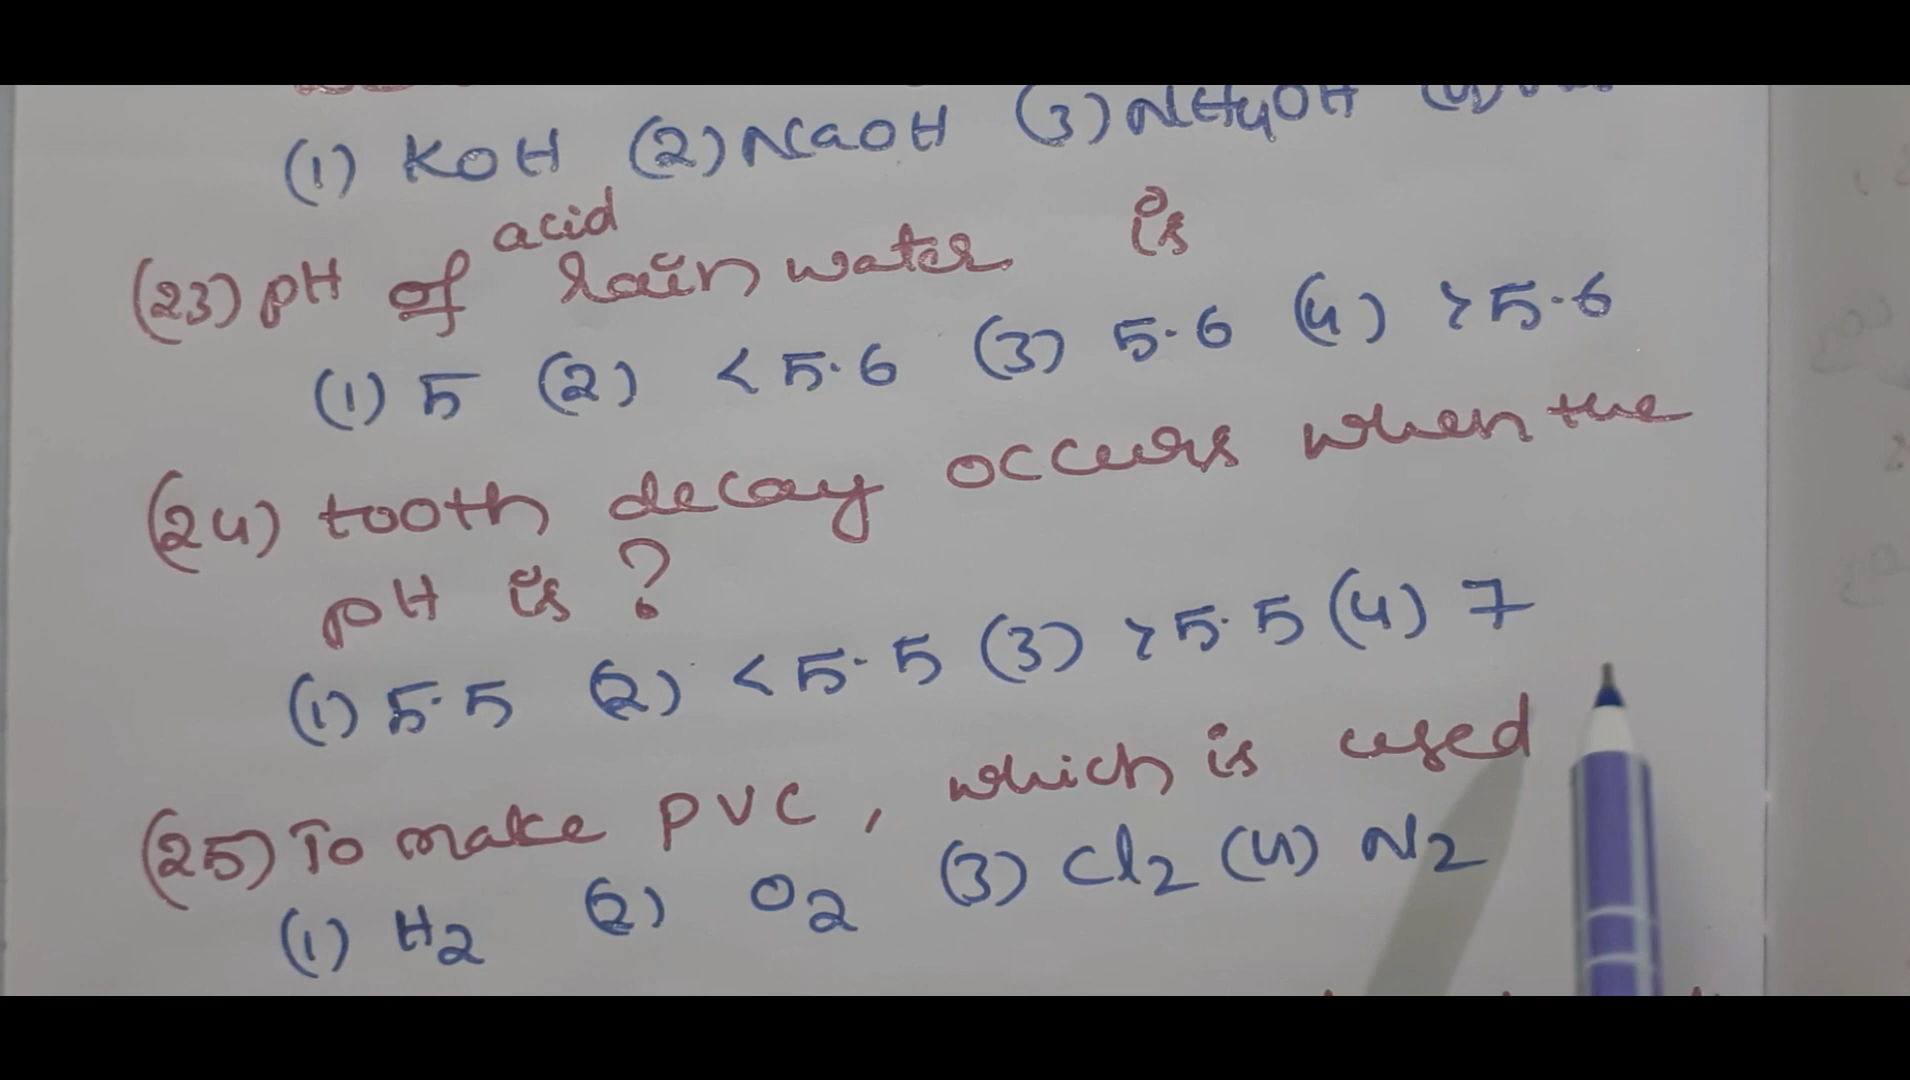 (1) KOH (2) NaOH (3) NH4OH (4)
(23) pH of acid rain water is
(1) 5 (2) <5.6 (3) 5.6 (4) >5.6
(24) tooth decay occurs when the
pH is ?
(1) 5.5 (2) <5.5 (3) >5.5 (4) 7
(25) To make PVC, which is used
(1) H2 (2) O2 (3) Cl2 (4) N2